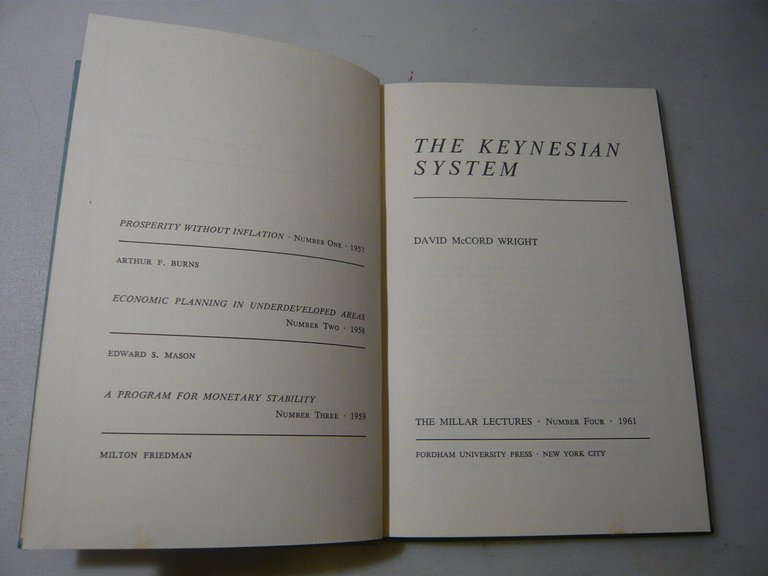 PROSPERITY WITHOUT INFLATION · NUMBER ONE · 1957
ARTHUR F. BURNS
ECONOMIC PLANNING IN UNDERDEVELOPED AREAS
NUMBER TWO · 1958
EDWARD S. MASON
A PROGRAM FOR MONETARY STABILITY
NUMBER THREE · 1959
MILTON FRIEDMAN
THE KEYNESIAN
SYSTEM
DAVID McCORD WRIGHT
THE MILLAR LECTURES · NUMBER FOUR · 1961
FORDHAM UNIVERSITY PRESS · NEW YORK CITY